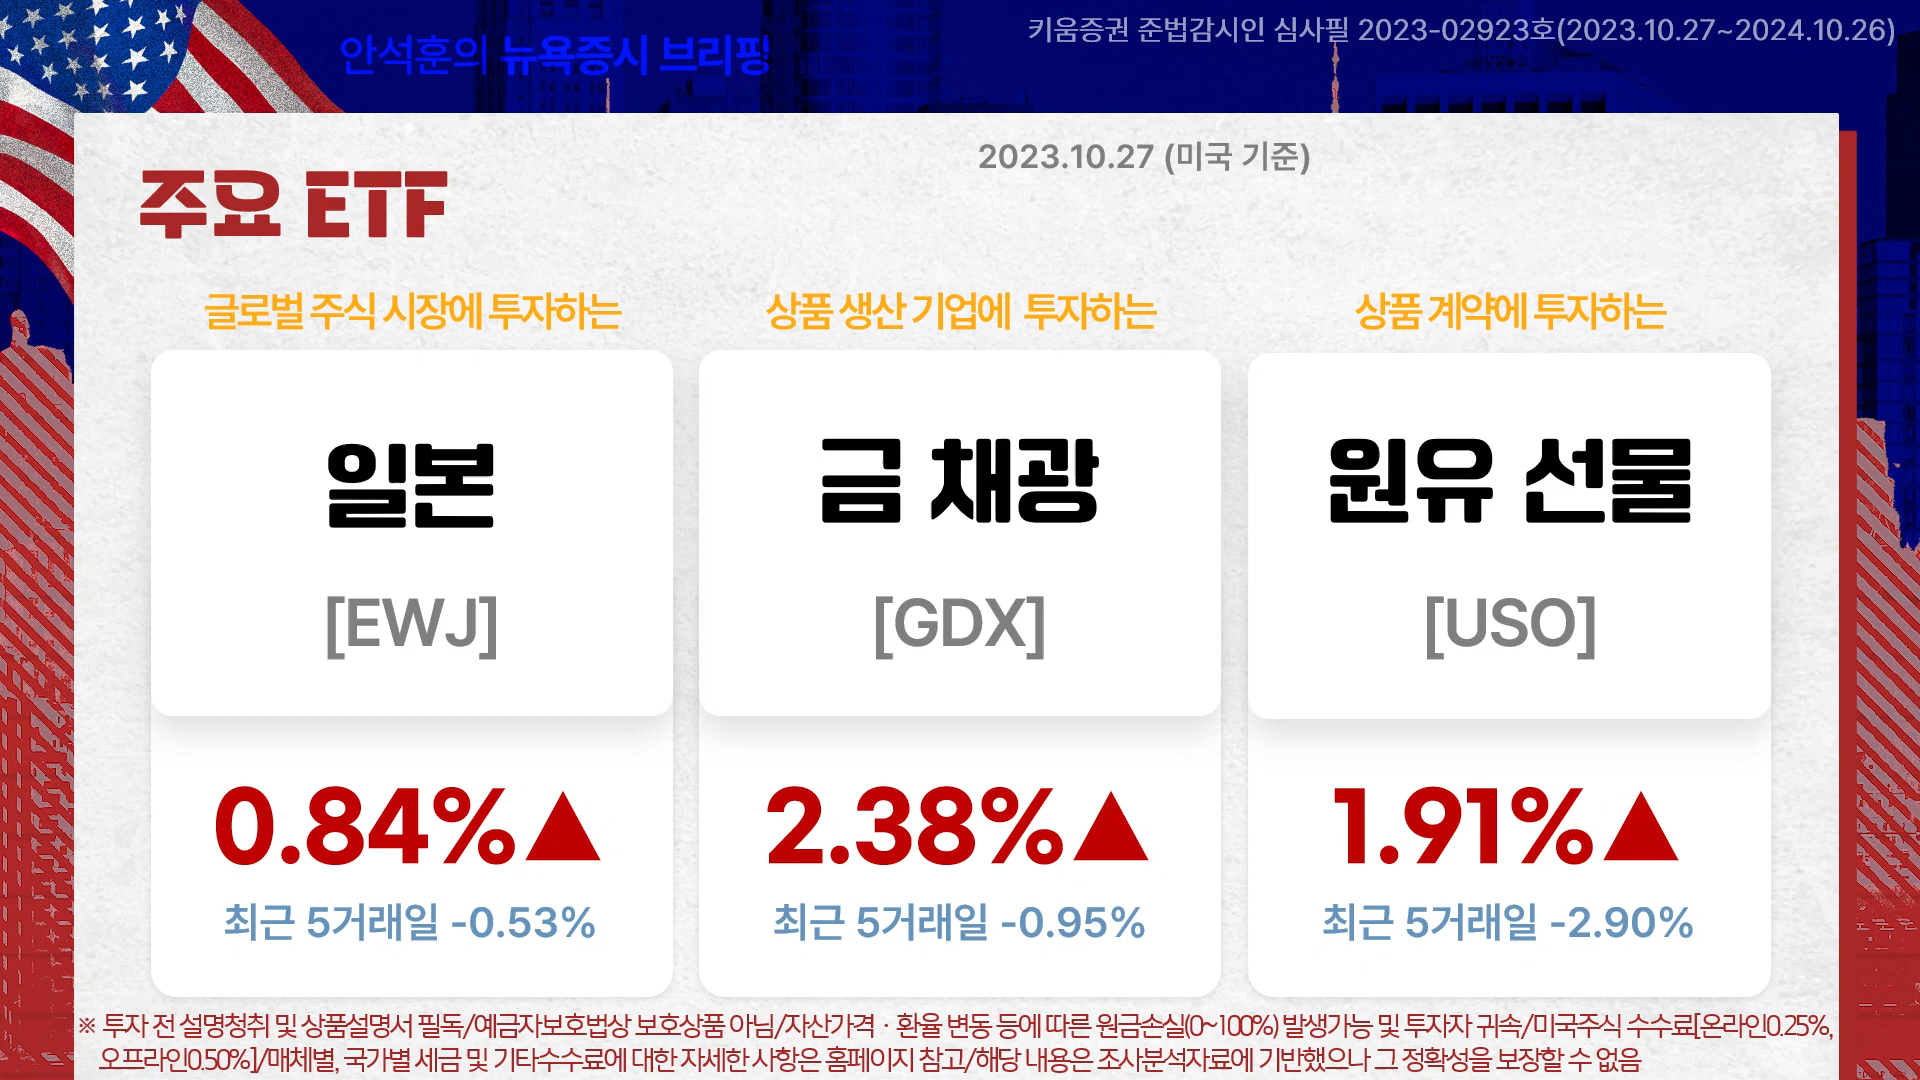 키움증권 준법감시인 심사필 2023-02923호(2023.10.27~2024.10.26)
안석훈의 뉴욕증시 브리핑
2023.10.27 (미국 기준)
주요 ETF
글로벌 주식 시장에 투자하는
일본
[EWJ]
0.84%▲
최근 5거래일 -0.53%
상품 생산 기업에 투자하는
금 채광
[GDX]
2.38%▲
최근 5거래일 -0.95%
상품 계약에 투자하는
원유 선물
[USO]
1.91%▲
최근 5거래일 -2.90%
※ 투자 전 설명청취 및 상품설명서 필독/예금자보호법상 보호상품 아님/자산가격 · 환율 변동 등에 따른 원금손실(0~100%) 발생가능 및 투자자 귀속/미국주식 수수료[온라인0.25%,
오프라인0.50%]/매체별, 국가별 세금 및 기타수수료에 대한 자세한 사항은 홈페이지 참고/해당 내용은 조사분석자료에 기반했으나 그 정확성을 보장할 수 없음